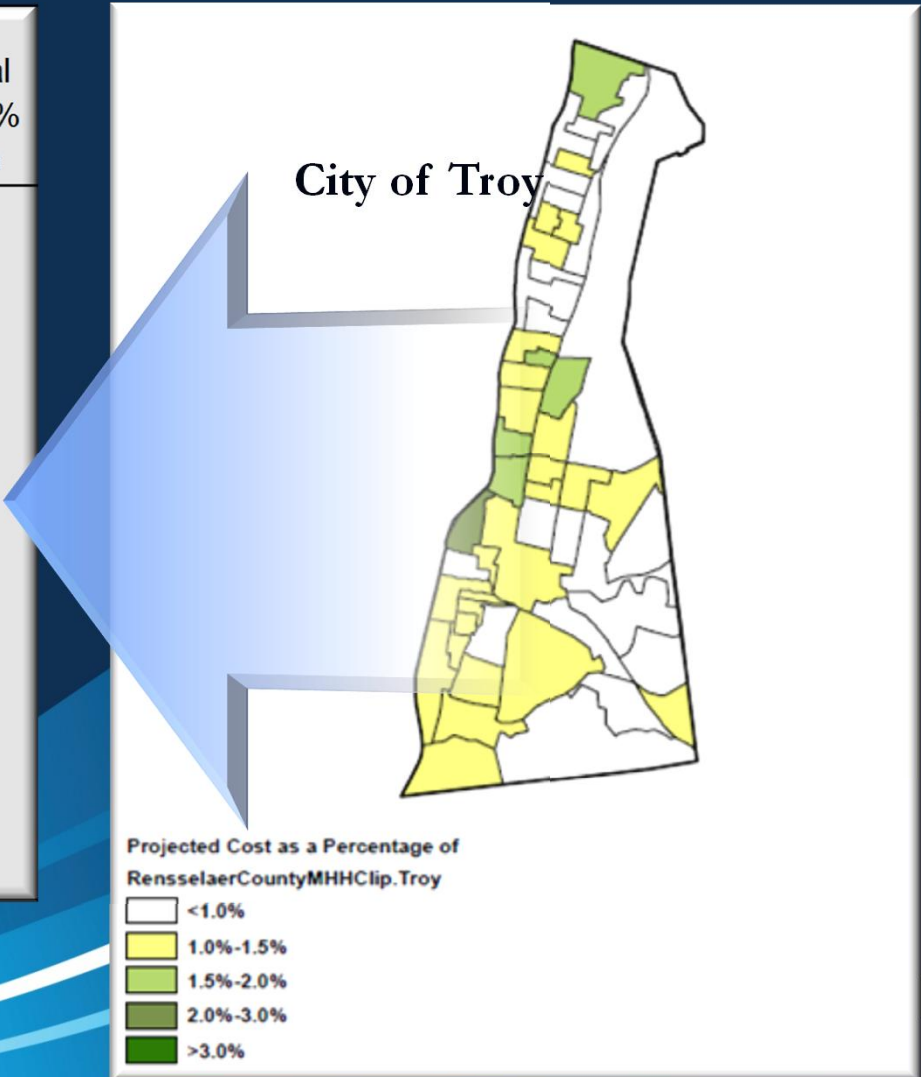 %
City of Troy
Projected Cost as a Percentage of
RensselaerCountyMHHClip.Troy
<1.0%
1.0%-1.5%
1.5%-2.0%
2.0%-3.0%
>3.0%